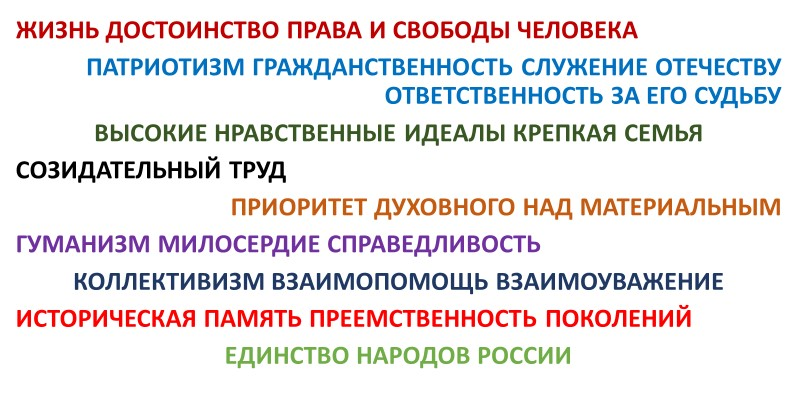 ЖИЗНЬ ДОСТОИНСТВО ПРАВА И СВОБОДЫ ЧЕЛОВЕКА
ПАТРИОТИЗМ ГРАЖДАНСТВЕННОСТЬ СЛУЖЕНИЕ ОТЕЧЕСТВУ
ОТВЕТСТВЕННОСТЬ ЗА ЕГО СУДЬБУ
ВЫСОКИЕ НРАВСТВЕННЫЕ ИДЕАЛЫ КРЕПКАЯ СЕМЬЯ
СОЗИДАТЕЛЬНЫЙ ТРУД
ПРИОРИТЕТ ДУХОВНОГО НАД МАТЕРИАЛЬНЫМ
ГУМАНИЗМ МИЛОСЕРДИЕ СПРАВЕДЛИВОСТЬ
КОЛЛЕКТИВИЗМ ВЗАИМОПОМОЩЬ ВЗАИМОУВАЖЕНИЕ
ИСТОРИЧЕСКАЯ ПАМЯТЬ ПРЕЕМСТВЕННОСТЬ ПОКОЛЕНИЙ
ЕДИНСТВО НАРОДОВ РОССИИ